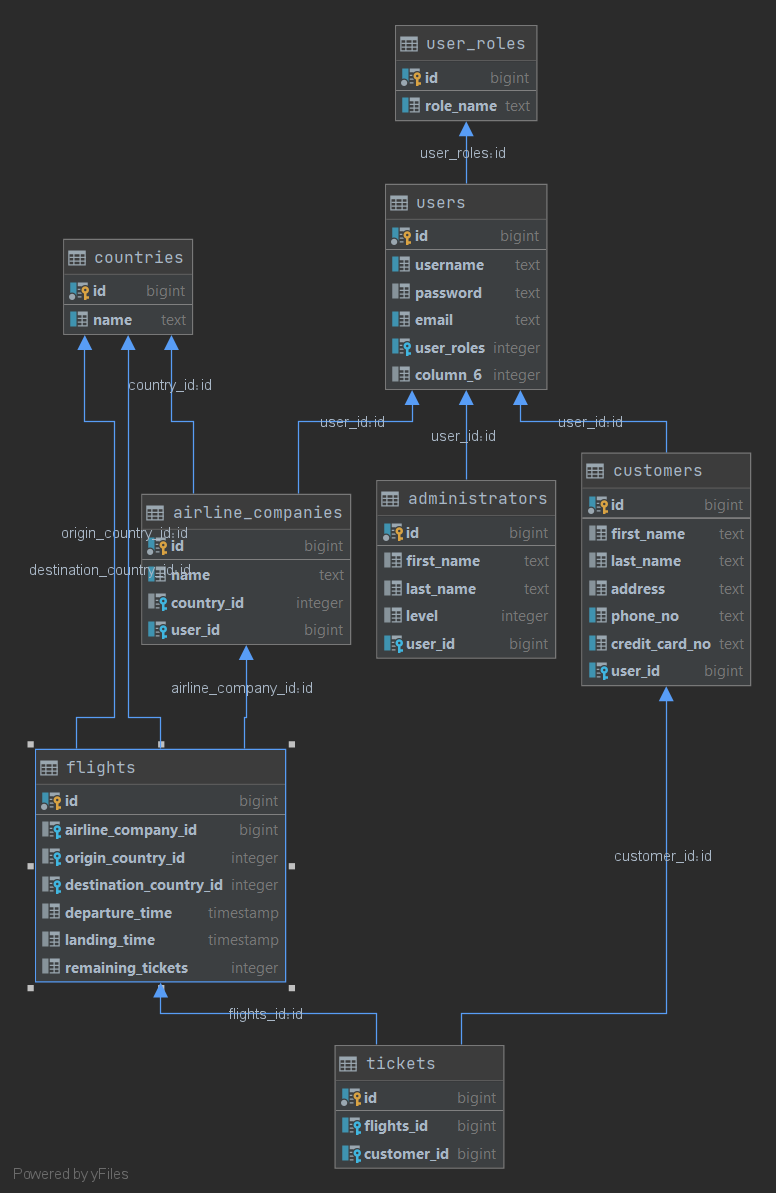 user_roles
id bigint
role_name text
user_roles:id
users
id bigint
username text
password text
email text
user_roles integer
column_6 integer
countries
id bigint
name text
country_id:id
user_id:id
user_id:id
user_id:id
airline_companies
id bigint
name text
country_id integer
user_id bigint
origin_country_id:id
destination_country_id:id
administrators
id bigint
first_name text
last_name text
level integer
user_id bigint
customers
id bigint
first_name text
last_name text
address text
phone_no text
credit_card_no text
user_id bigint
airline_company_id:id
flights
id bigint
airline_company_id bigint
origin_country_id integer
destination_country_id integer
departure_time timestamp
landing_time timestamp
remaining_tickets integer
customer_id:id
flights_id:id
tickets
id bigint
flights_id bigint
customer_id bigint
Powered by yFiles